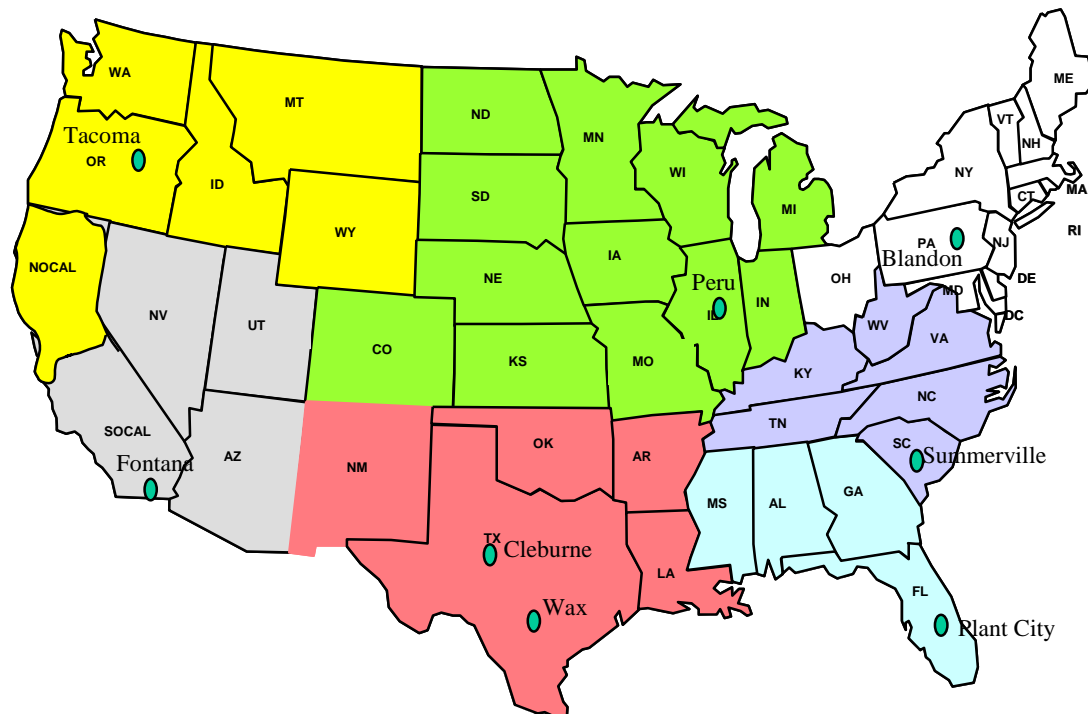 ME
WA
VT
MT
ND
NH
MN
Tacoma
OR
NY
WI
ID
CT
MA
SD
MI
RI
WY
PA
NJ
Blandon
IA
NOCAL
OH
NE
Peru
IN
DE
MD
IL
NV
DC
UT
WV
VA
CO
MO
KS
KY
NC
TN
SOCAL
SC
OK
AZ
AR
Summerville
Fontana
NM
GA
MS
AL
TX
Cleburne
LA
FL
Wax
Plant City